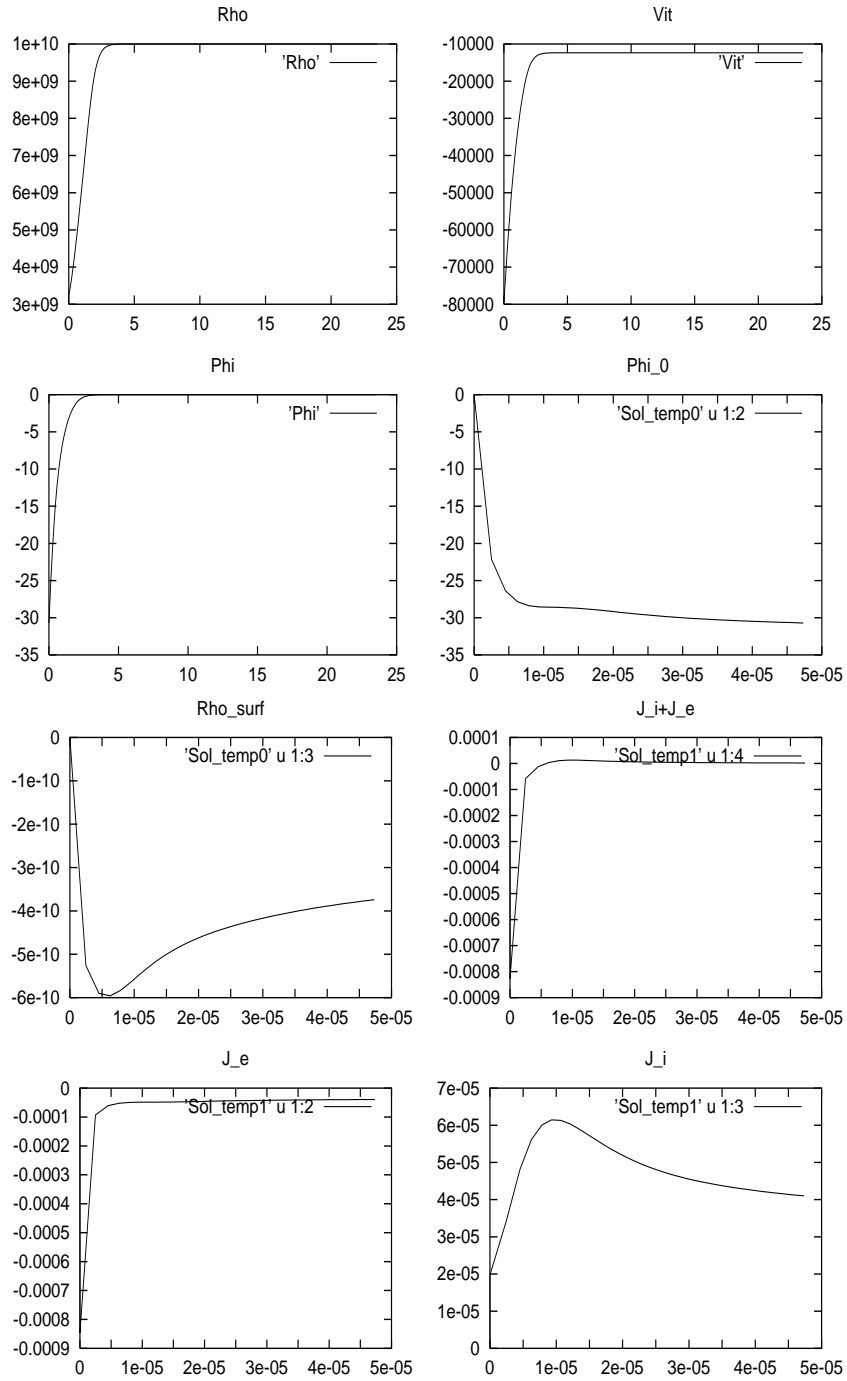 Rho
1e+10
9e+09
8e+09
7e+09
6e+09
5e+09
4e+09
3e+09
0 5 10 15 20 25
'Rho'
Vit
-10000
-20000
-30000
-40000
-50000
-60000
-70000
-80000
0 5 10 15 20 25
'Vit'
Phi
0
-5
-10
-15
-20
-25
-30
-35
0 5 10 15 20 25
'Phi'
Phi_0
0
-5
-10
-15
-20
-25
-30
-35
0 1e-05 2e-05 3e-05 4e-05 5e-05
'Sol_temp0' u 1:2
Rho_surf
0
-1e-10
-2e-10
-3e-10
-4e-10
-5e-10
-6e-10
0 1e-05 2e-05 3e-05 4e-05 5e-05
'Sol_temp0' u 1:3
J_i+J_e
0.0001
0
-0.0001
-0.0002
-0.0003
-0.0004
-0.0005
-0.0006
-0.0007
-0.0008
-0.0009
0 1e-05 2e-05 3e-05 4e-05 5e-05
'Sol_temp1' u 1:4
J_e
0
-0.0001
-0.0002
-0.0003
-0.0004
-0.0005
-0.0006
-0.0007
-0.0008
-0.0009
0 1e-05 2e-05 3e-05 4e-05 5e-05
'Sol_temp1' u 1:2
J_i
7e-05
6e-05
5e-05
4e-05
3e-05
2e-05
1e-05
0
0 1e-05 2e-05 3e-05 4e-05 5e-05
'Sol_temp1' u 1:3